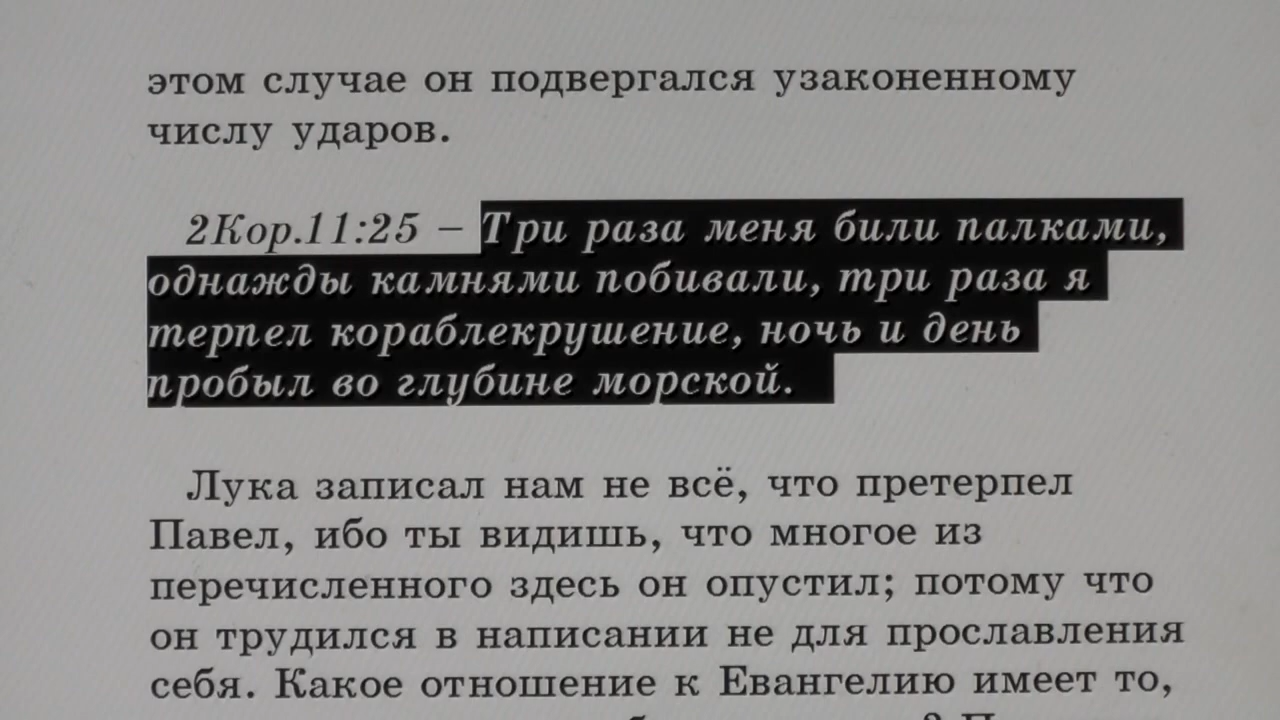 этом случае он подвергался узаконенному
числу ударов.
2Кор.11:25 – Три раза меня били палками,
однажды камнями побивали, три раза я
терпел кораблекрушение, ночь и день
пробыл во глубине морской.
Лука записал нам не всё, что претерпел
Павел, ибо ты видишь, что многое из
перечисленного здесь он опустил; потому что
он трудился в написании не для прославления
себя. Какое отношение к Евангелию имеет то,